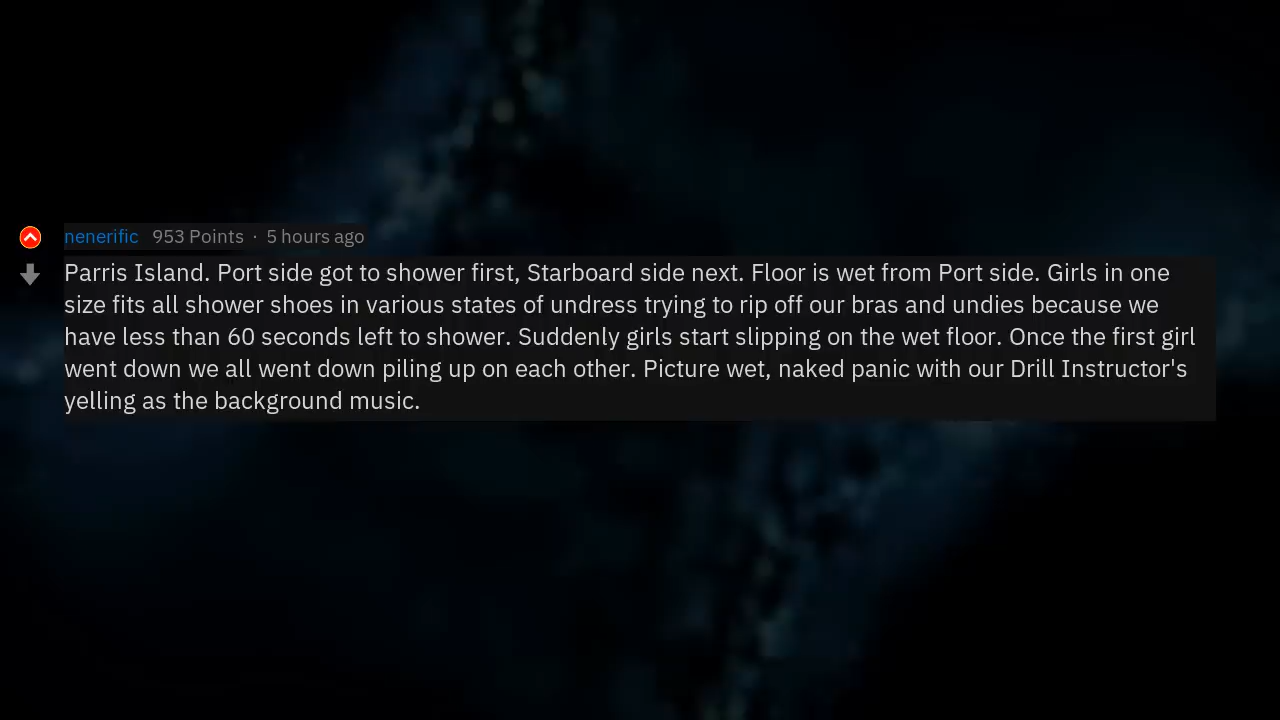 nenerific 953 Points · 5 hours ago
Parris Island. Port side got to shower first, Starboard side next. Floor is wet from Port side. Girls in one
size fits all shower shoes in various states of undress trying to rip off our bras and undies because we
have less than 60 seconds left to shower. Suddenly girls start slipping on the wet floor. Once the first girl
went down we all went down piling up on each other. Picture wet, naked panic with our Drill Instructor's
yelling as the background music.